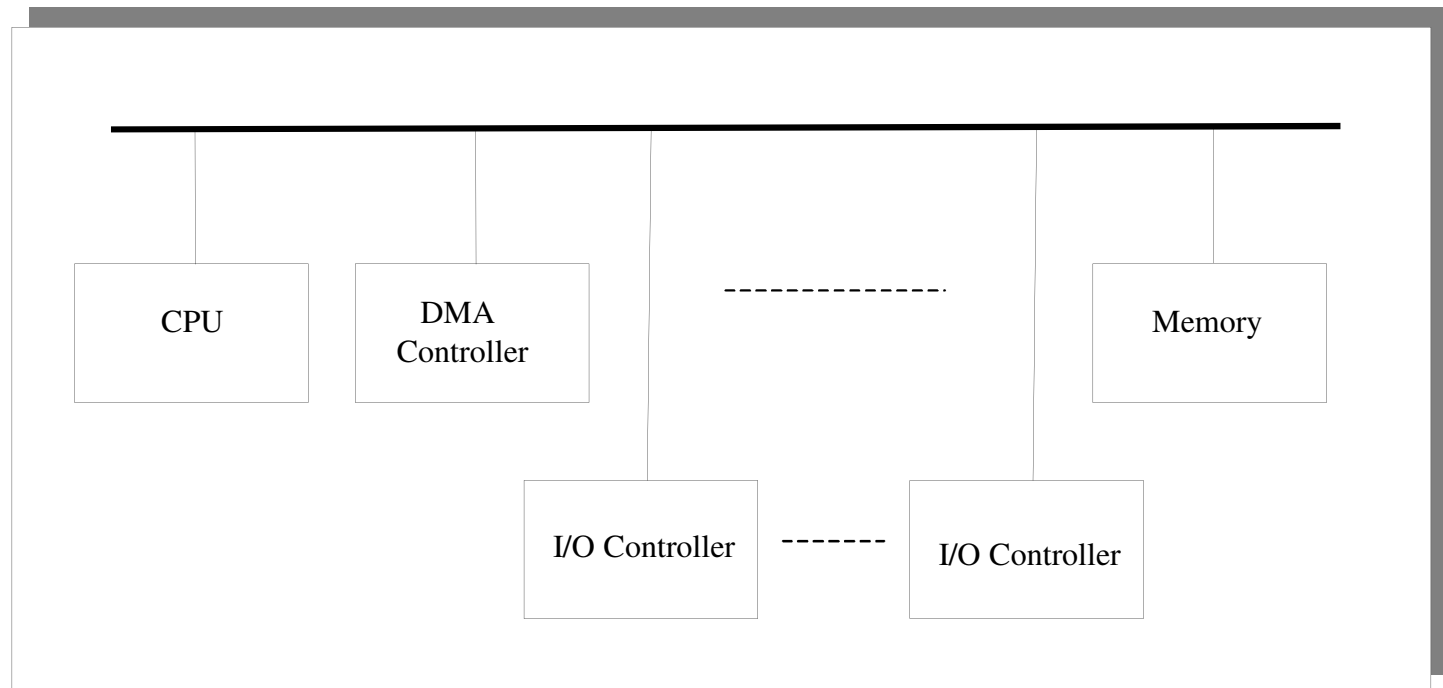 CPU
DMA
Controller
Memory
I/O Controller
I/O Controller